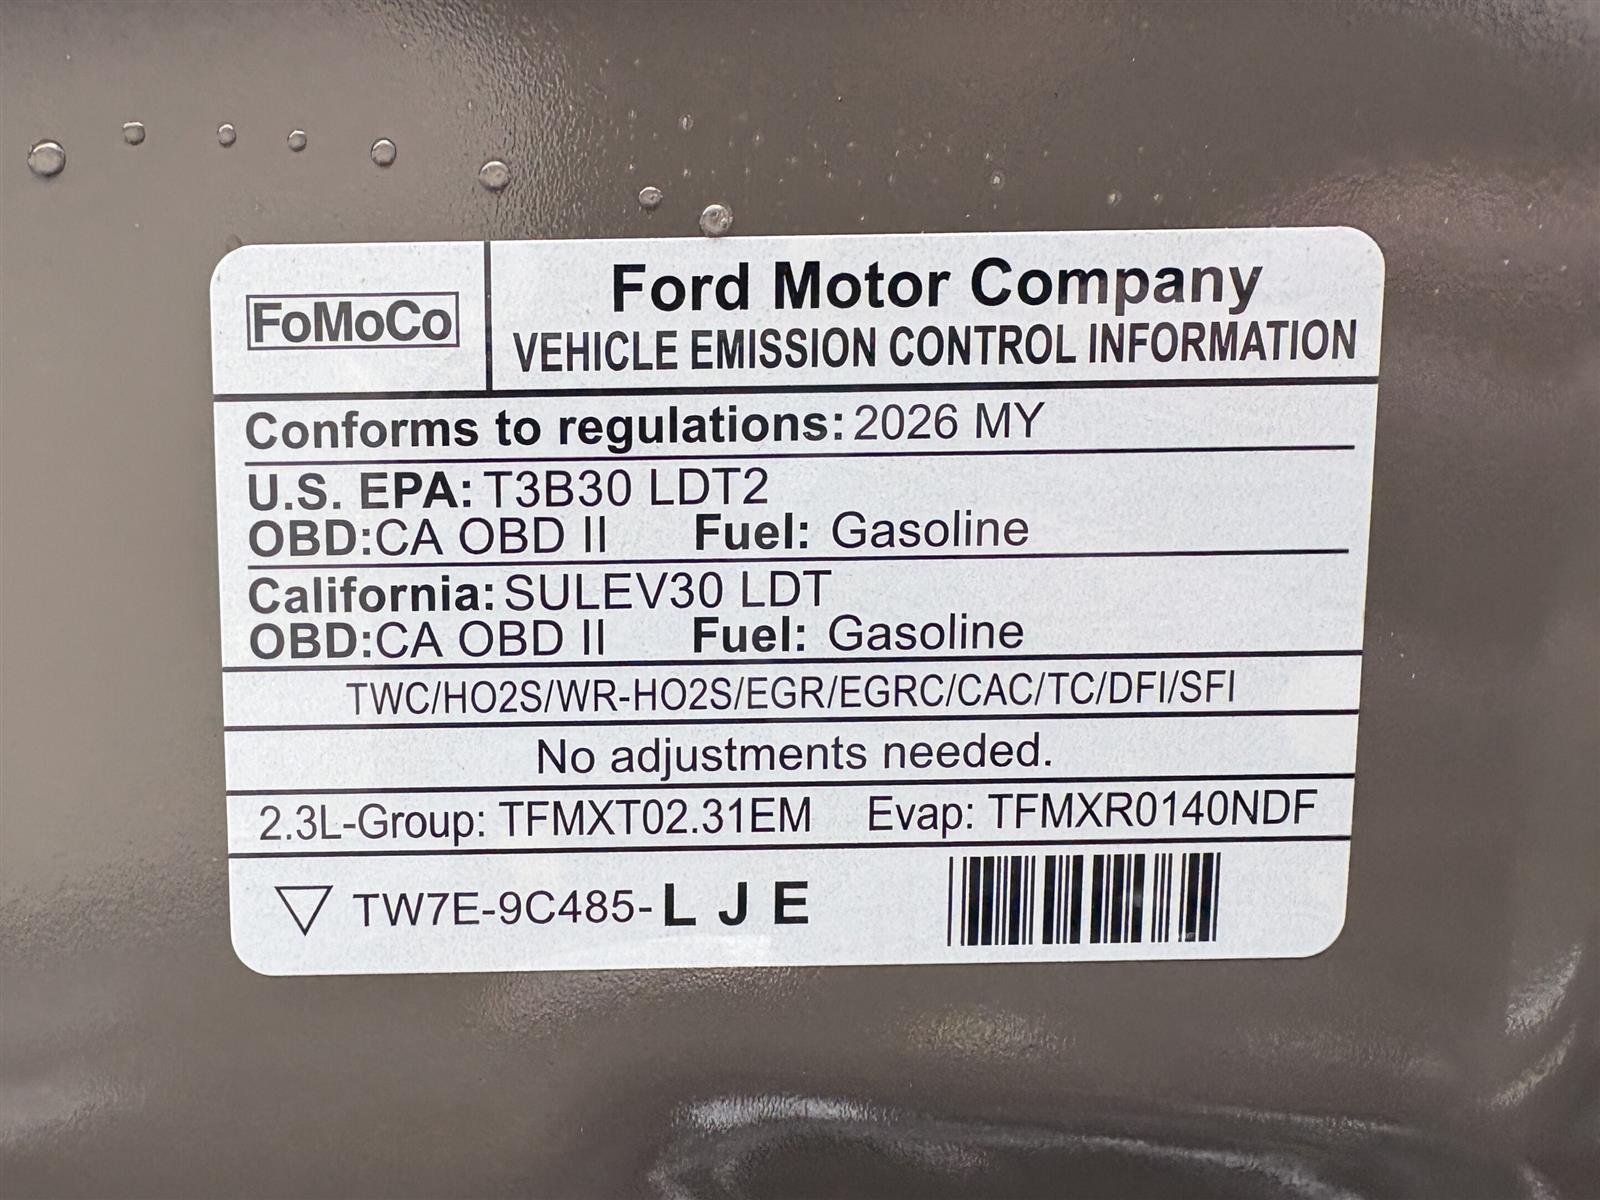 FoMoCo
Ford Motor Company
VEHICLE EMISSION CONTROL INFORMATION
Conforms to regulations: 2026 MY
U.S. EPA: T3B30 LDT2
OBD: CA OBD II Fuel: Gasoline
California: SULEV30 LDT
OBD: CA OBD II Fuel: Gasoline
TWC/HO2S/WR-HO2S/EGR/EGRC/CAC/TC/DFI/SFI
No adjustments needed.
2.3L-Group: TFMXT02.31EM Evap: TFMXR0140NDF
TW7E-9C485-L J E